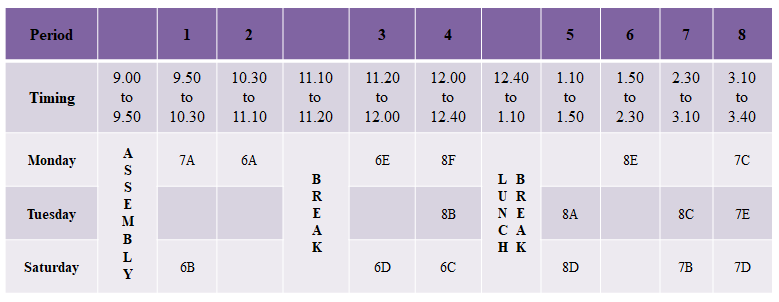 Period 1 2 3 4 5 6 7 8
Timing 9.00 to 9.50 9.50 to 10.30 10.30 to 11.10 11.10 to 11.20 11.20 to 12.00 12.00 to 12.40 12.40 to 1.10 1.10 to 1.50 1.50 to 2.30 2.30 to 3.10 3.10 to 3.40
ASSEMBLY
BREAK
LUNCH BREAK
Monday 7A 6A 6E 8F 8E 7C
Tuesday 8B 8A 8C 7E
Saturday 6B 6D 6C 8D 7B 7D